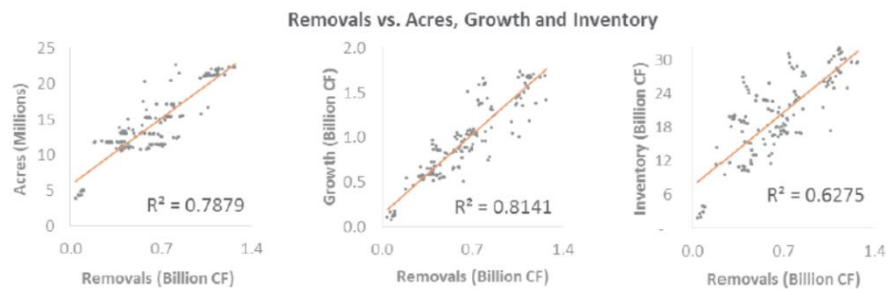 Removals vs. Acres, Growth and Inventory
Acres (Millions)
25
20
15
10
5
0
R² = 0.7879
0.0 0.7 1.4
Removals (Billion CF)
Growth (Billion CF)
2.0
1.5
1.0
0.5
0.0
R² = 0.8141
0.0 0.7 1.4
Removals (Billion CF)
Inventory (Billion CF)
30
24
18
12
6
-
R² = 0.6275
0.0 0.7 1.4
Removals (Billion CF)